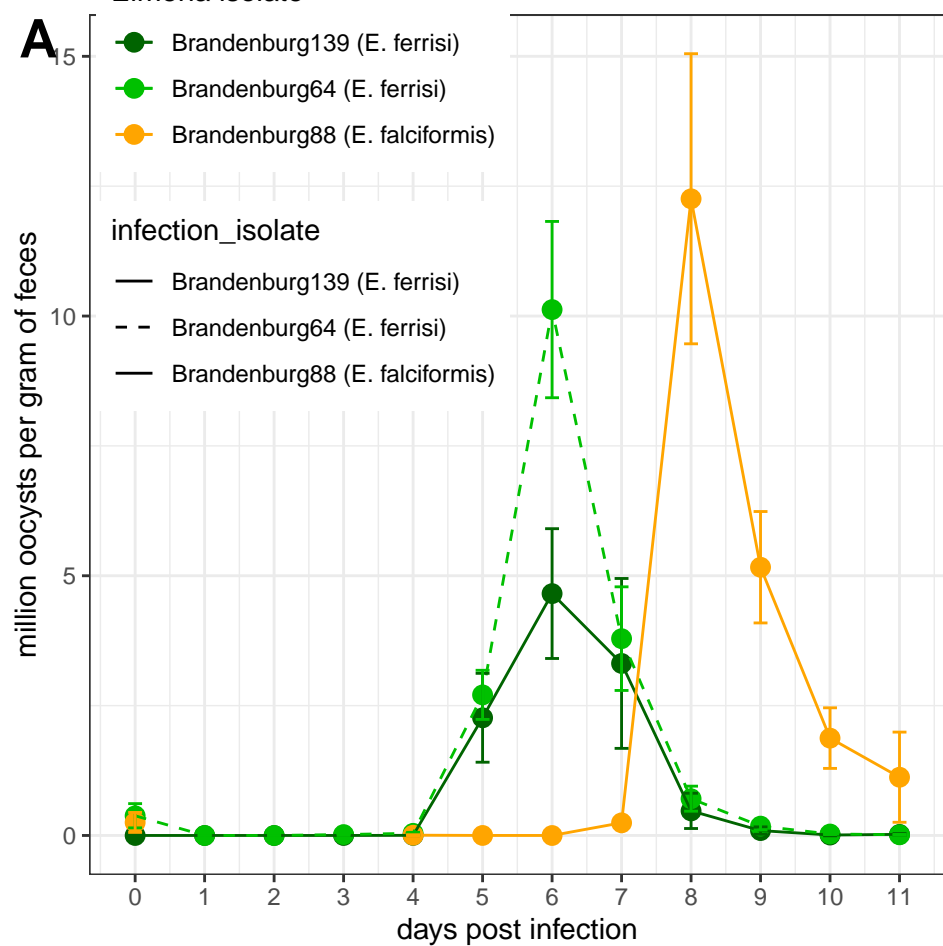 Eimeria isolate
A
Brandenburg139 (E. ferrisi)
Brandenburg64 (E. ferrisi)
Brandenburg88 (E. falciformis)
infection_isolate
Brandenburg139 (E. ferrisi)
Brandenburg64 (E. ferrisi)
Brandenburg88 (E. falciformis)
million oocysts per gram of feces
15
10
5
0
0 1 2 3 4 5 6 7 8 9 10 11
days post infection